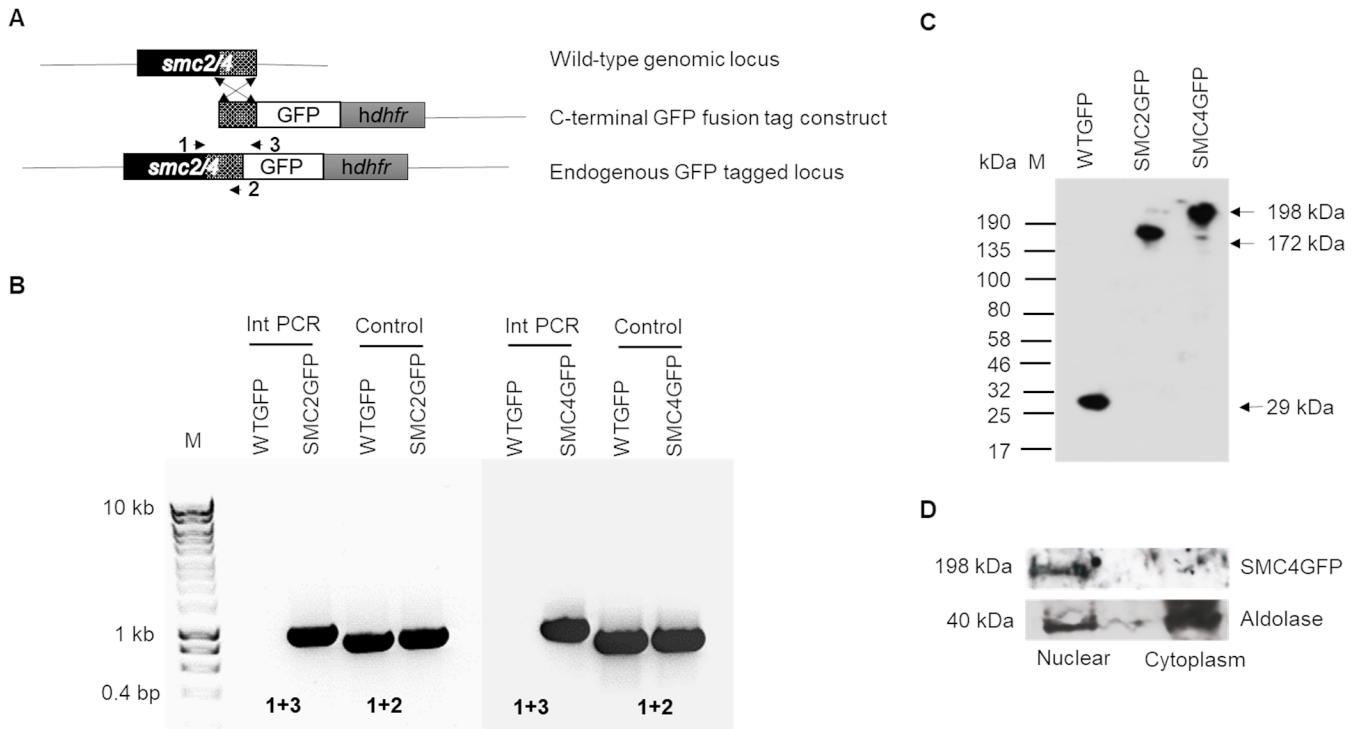 A
smc2/4
Wild-type genomic locus
GFP hdhfr
C-terminal GFP fusion tag construct
1 3
smc2/4 GFP hdhfr
Endogenous GFP tagged locus
2
B
Int PCR Control Int PCR Control
M WTGFP SMC2GFP WTGFP SMC2GFP WTGFP SMC4GFP WTGFP SMC4GFP
10 kb
1 kb
0.4 bp
1+3 1+2 1+3 1+2
C
kDa M WTGFP SMC2GFP SMC4GFP
190
135
100
80
58
46
32
25
17
198 kDa
172 kDa
29 kDa
D
198 kDa SMC4GFP
40 kDa Aldolase
Nuclear Cytoplasm